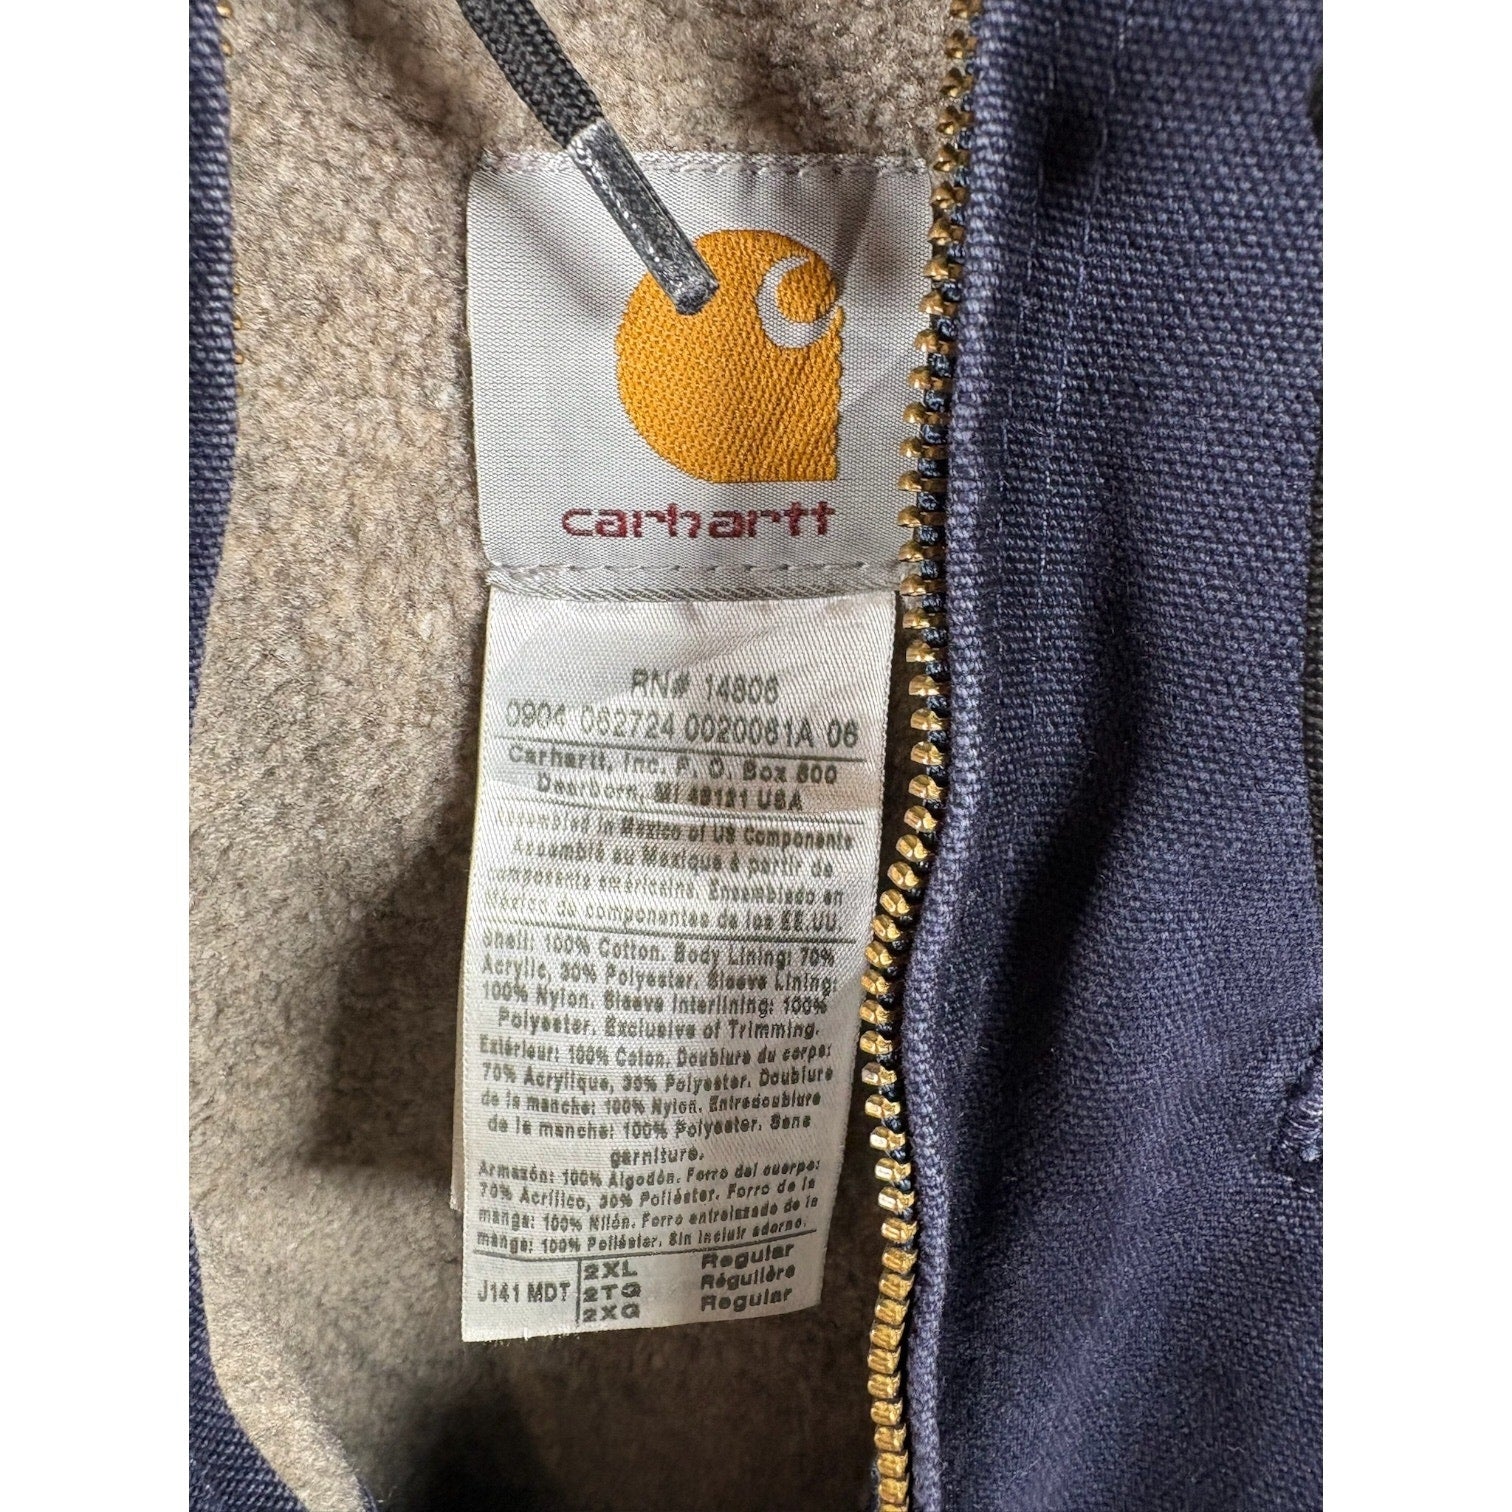 carhartt
RN# 14806
0904 062724 0020081A 06
Carhartt, Inc. P. O. Box 600
Dearborn, MI 48121 USA
Assembled in Mexico of US Components
Assemblé au Mexique à partir de
composants américains. Ensamblado en
México de componentes de los EE.UU.
Shell: 100% Cotton. Body Lining: 70%
Acrylic, 30% Polyester. Sleeve Lining:
100% Nylon. Sleeve Interlining: 100%
Polyester. Exclusive of Trimming.
Extérieur: 100% Coton. Doublure du corps:
70% Acrylique, 30% Polyester. Doublure
de la manche: 100% Nylon. Entredoublure
de la manche: 100% Polyester. Sans
garniture.
Armazón: 100% Algodón. Forro del cuerpo:
70% Acrílico, 30% Poliéster. Forro de la
manga: 100% Nilón. Forro entrelazado de la
manga: 100% Poliéster. Sin incluir adorno.
J141 MDT 2XL Regular
2TG Régulière
2XG Regular